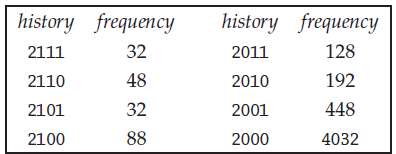 history frequency history frequency
2111 32 2011 128
2110 48 2010 192
2101 32 2001 448
2100 88 2000 4032